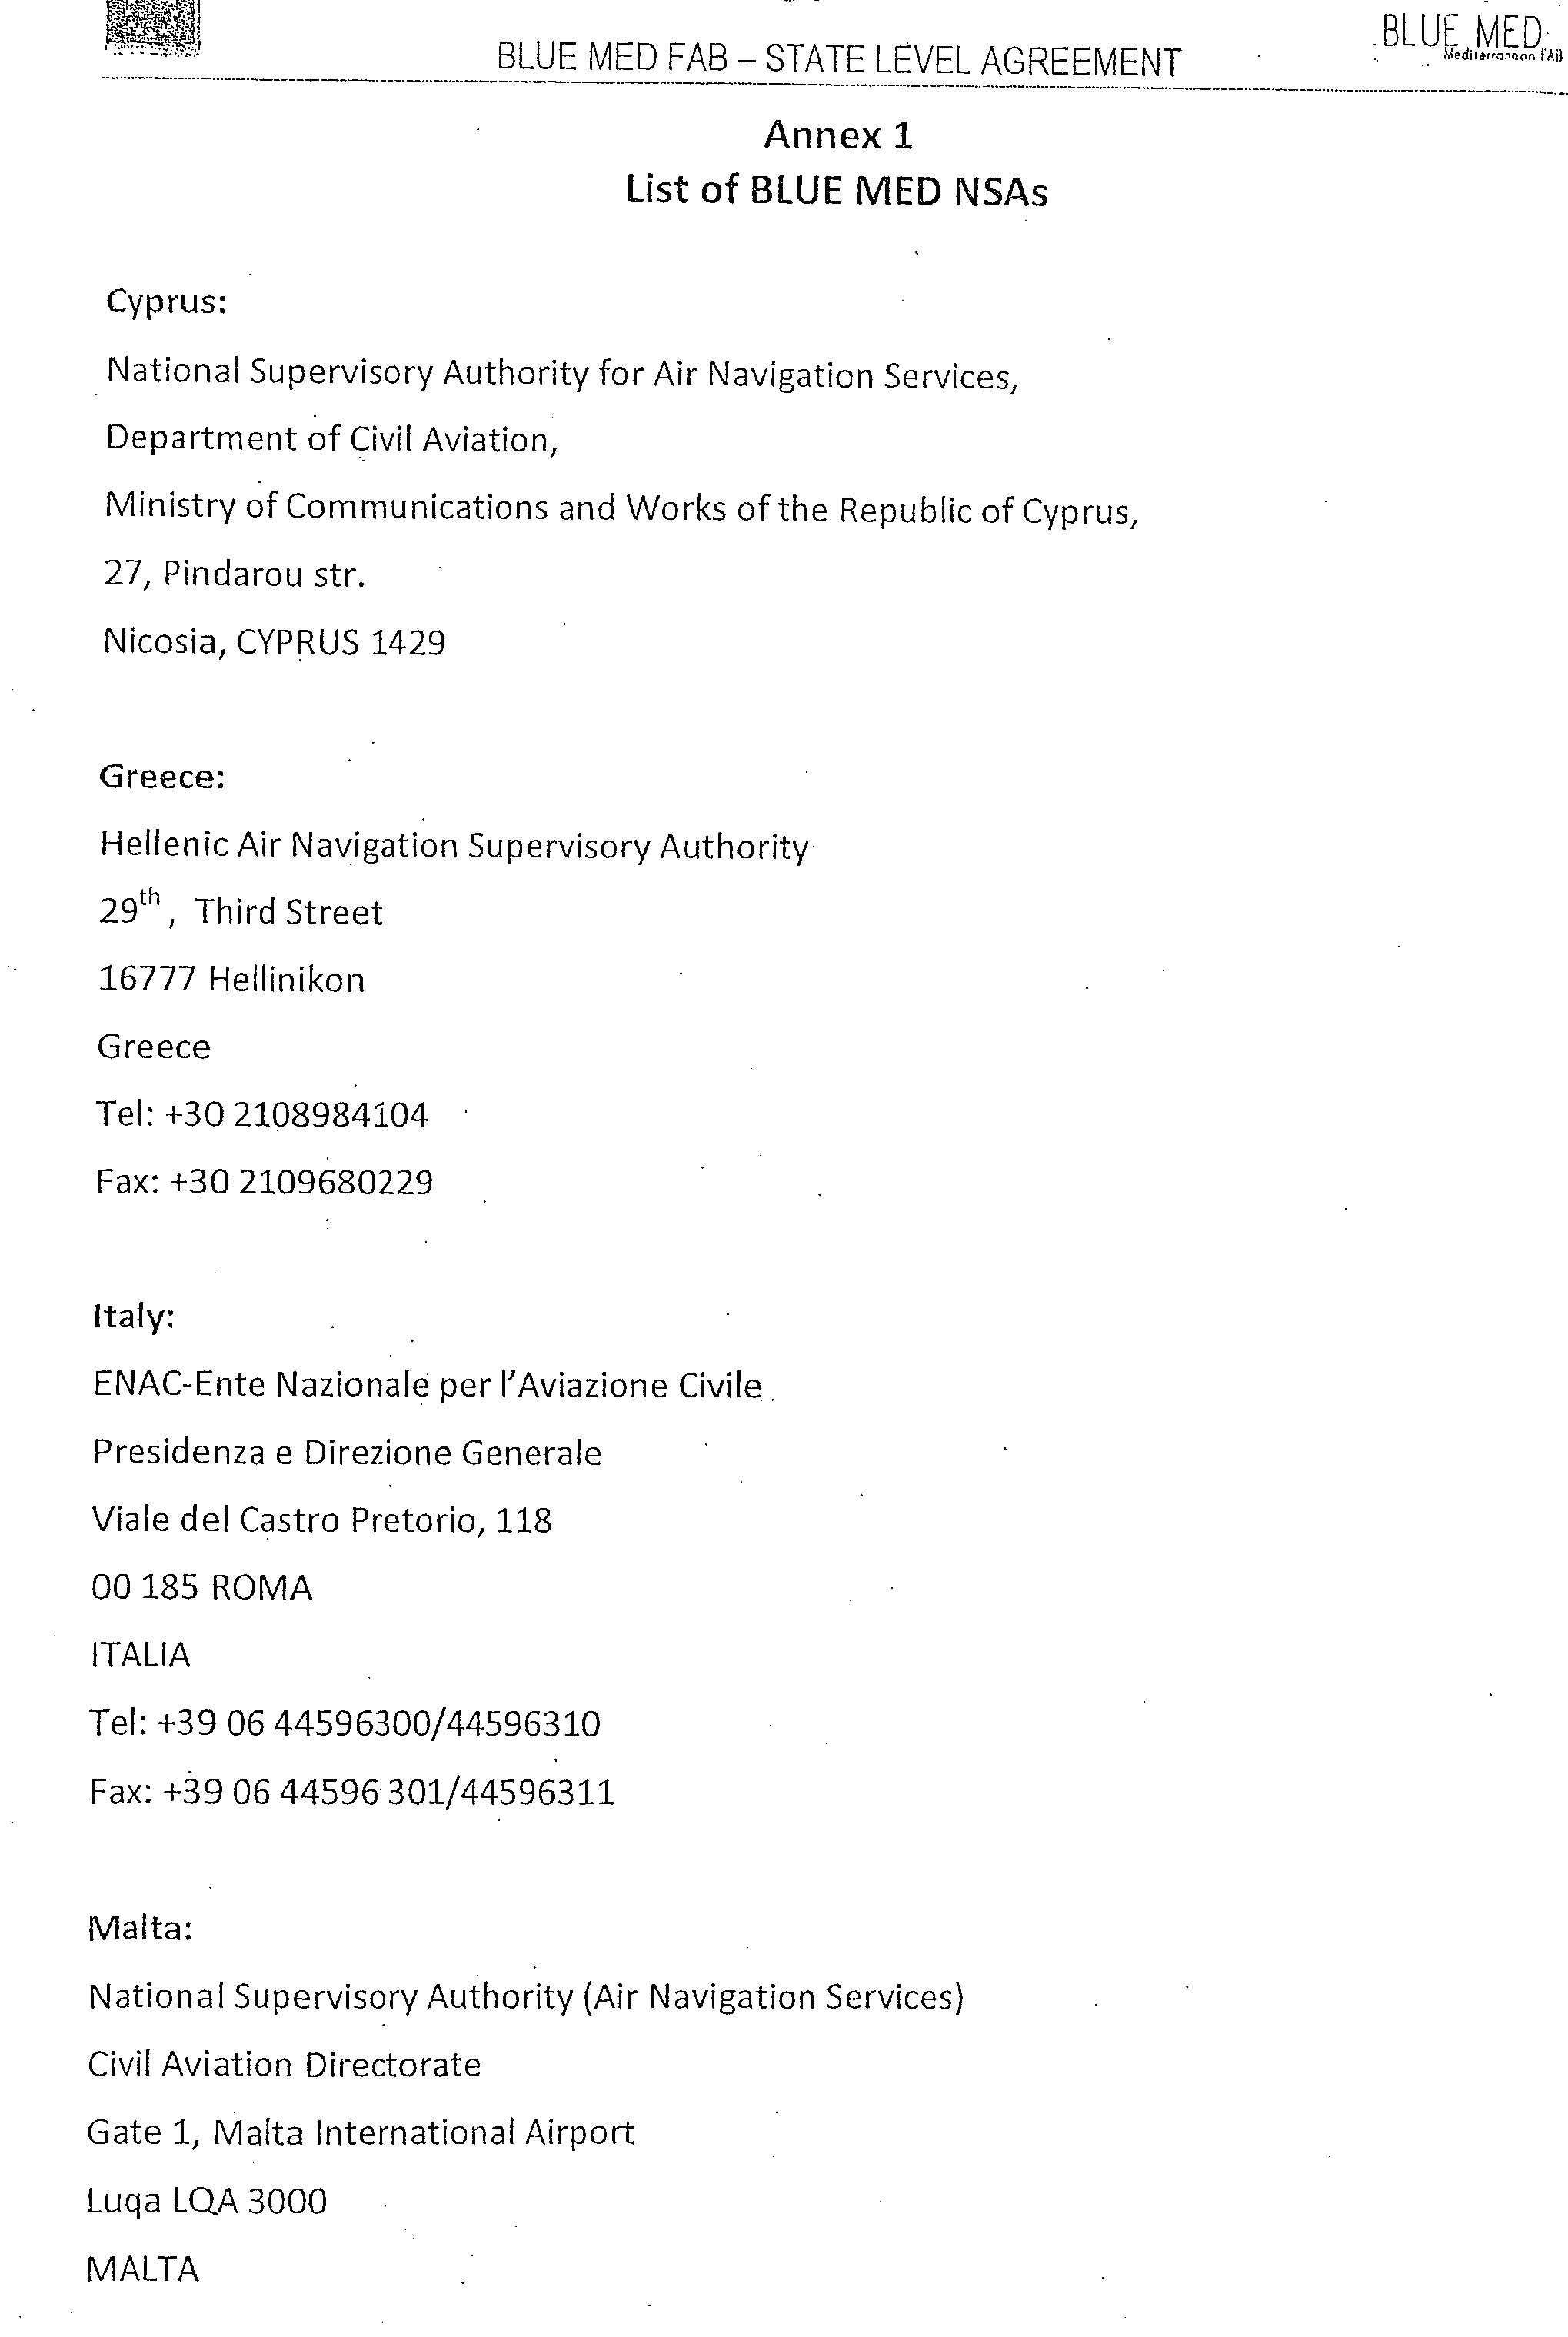 BLUE MED FAB – STATE LEVEL AGREEMENT
BLUE MED
Mediterranean FAB
Annex 1
List of BLUE MED NSAs
Cyprus:
National Supervisory Authority for Air Navigation Services,
Department of Civil Aviation,
Ministry of Communications and Works of the Republic of Cyprus,
27, Pindarou str.
Nicosia, CYPRUS 1429
Greece:
Hellenic Air Navigation Supervisory Authority
29th, Third Street
16777 Hellinikon
Greece
Tel: +30 2108984104
Fax: +30 2109680229
Italy:
ENAC-Ente Nazionale per l'Aviazione Civile
Presidenza e Direzione Generale
Viale del Castro Pretorio, 118
00 185 ROMA
ITALIA
Tel: +39 06 44596300/44596310
Fax: +39 06 44596 301/44596311
Malta:
National Supervisory Authority (Air Navigation Services)
Civil Aviation Directorate
Gate 1, Malta International Airport
Luqa LQA 3000
MALTA